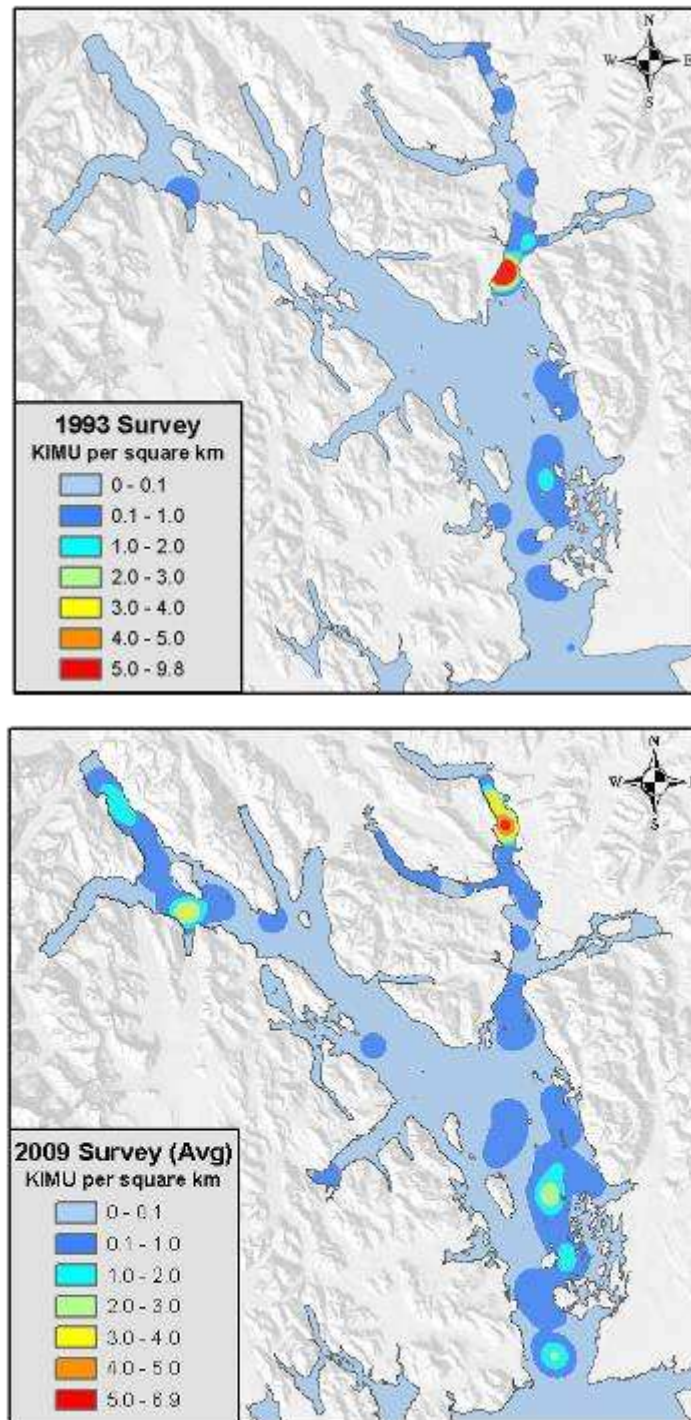 N
W E
S
1993 Survey
KIMU per square km
0 - 0.1
0.1 - 1.0
1.0 - 2.0
2.0 - 3.0
3.0 - 4.0
4.0 - 5.0
5.0 - 9.8
N
W
S
2009 Survey (Avg)
KIMU per square km
0 - 0.1
0.1 - 1.0
1.0 - 2.0
2.0 - 3.0
3.0 - 4.0
4.0 - 5.0
5.0 - 6.9